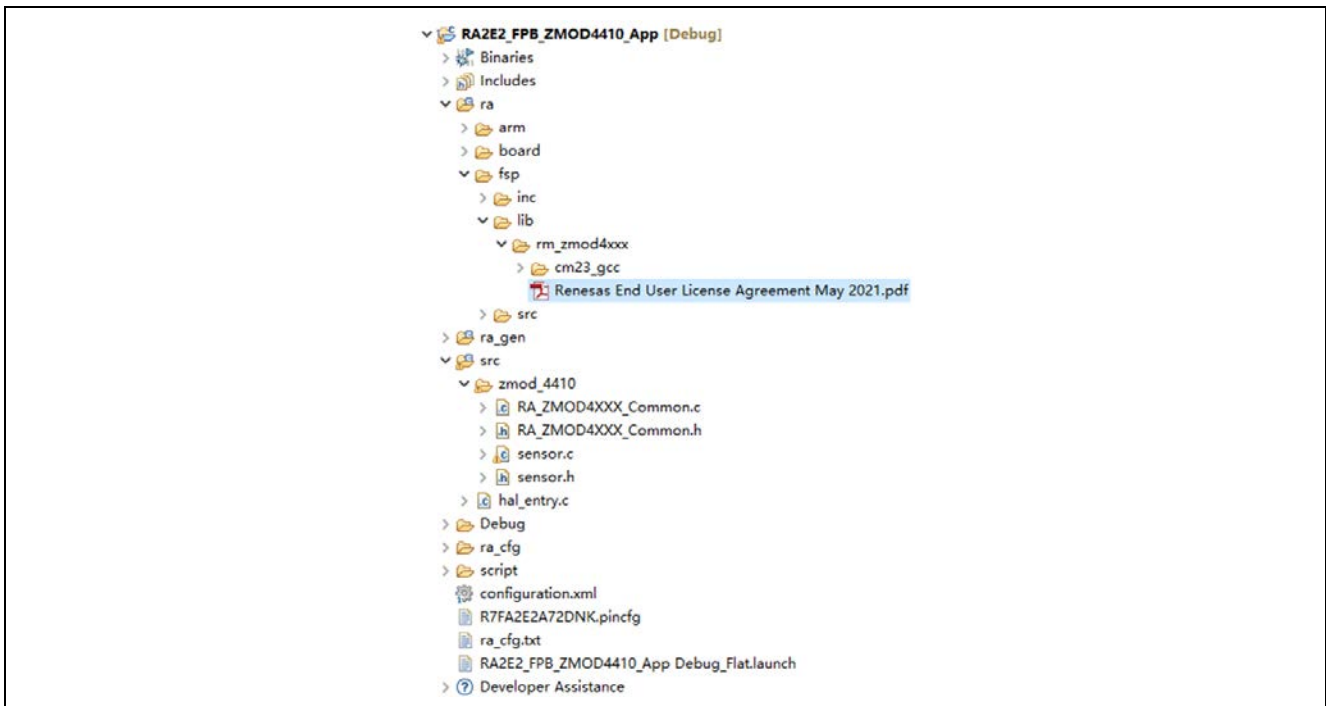 RA2E2_FPB_ZMOD4410_App [Debug]
Binaries
Includes
ra
arm
board
fsp
inc
lib
rm_zmod4xxx
cm23_gcc
Renesas End User License Agreement May 2021.pdf
src
ra_gen
src
zmod_4410
RA_ZMOD4XXX_Common.c
RA_ZMOD4XXX_Common.h
sensor.c
sensor.h
hal_entry.c
Debug
ra_cfg
script
configuration.xml
R7FA2E2A72DNK.pincfg
ra_cfg.txt
RA2E2_FPB_ZMOD4410_App Debug_Flat.launch
Developer Assistance